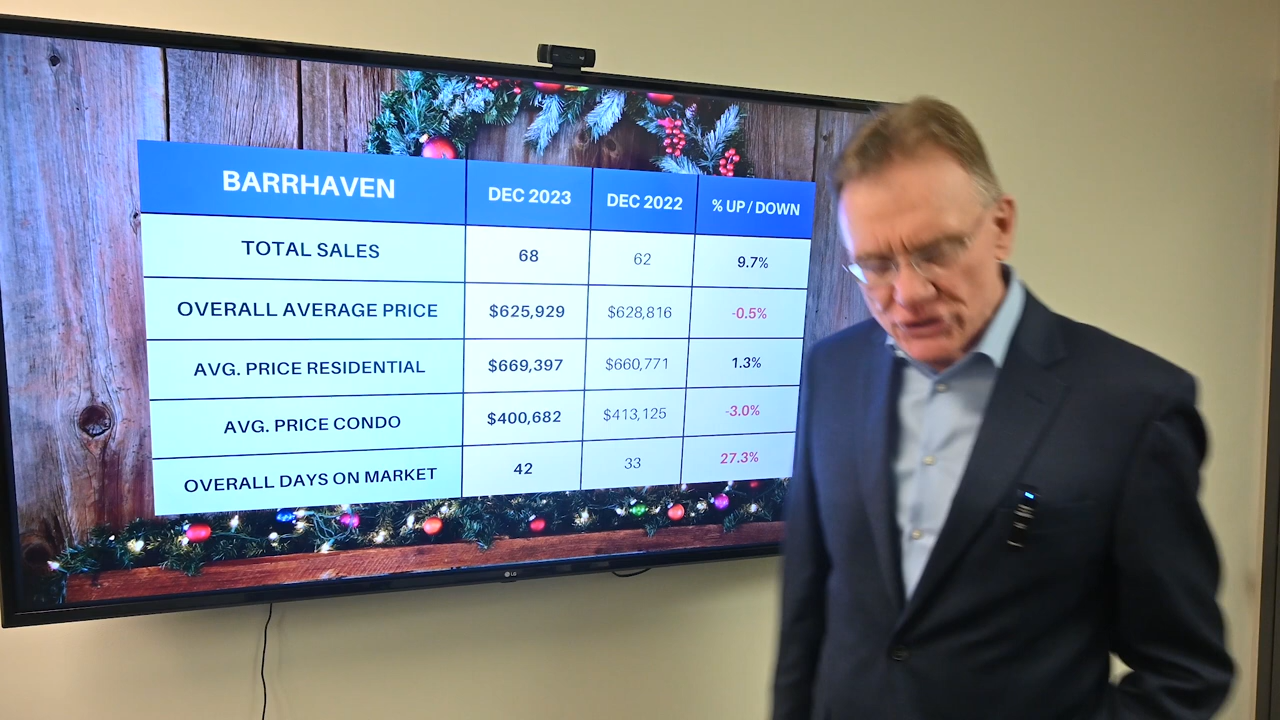 BARRHAVEN DEC 2023 DEC 2022 % UP / DOWN
TOTAL SALES 68 62 9.7%
OVERALL AVERAGE PRICE $625,929 $628,816 -0.5%
AVG. PRICE RESIDENTIAL $669,397 $660,771 1.3%
AVG. PRICE CONDO $400,682 $413,125 -3.0%
OVERALL DAYS ON MARKET 42 33 27.3%
LG